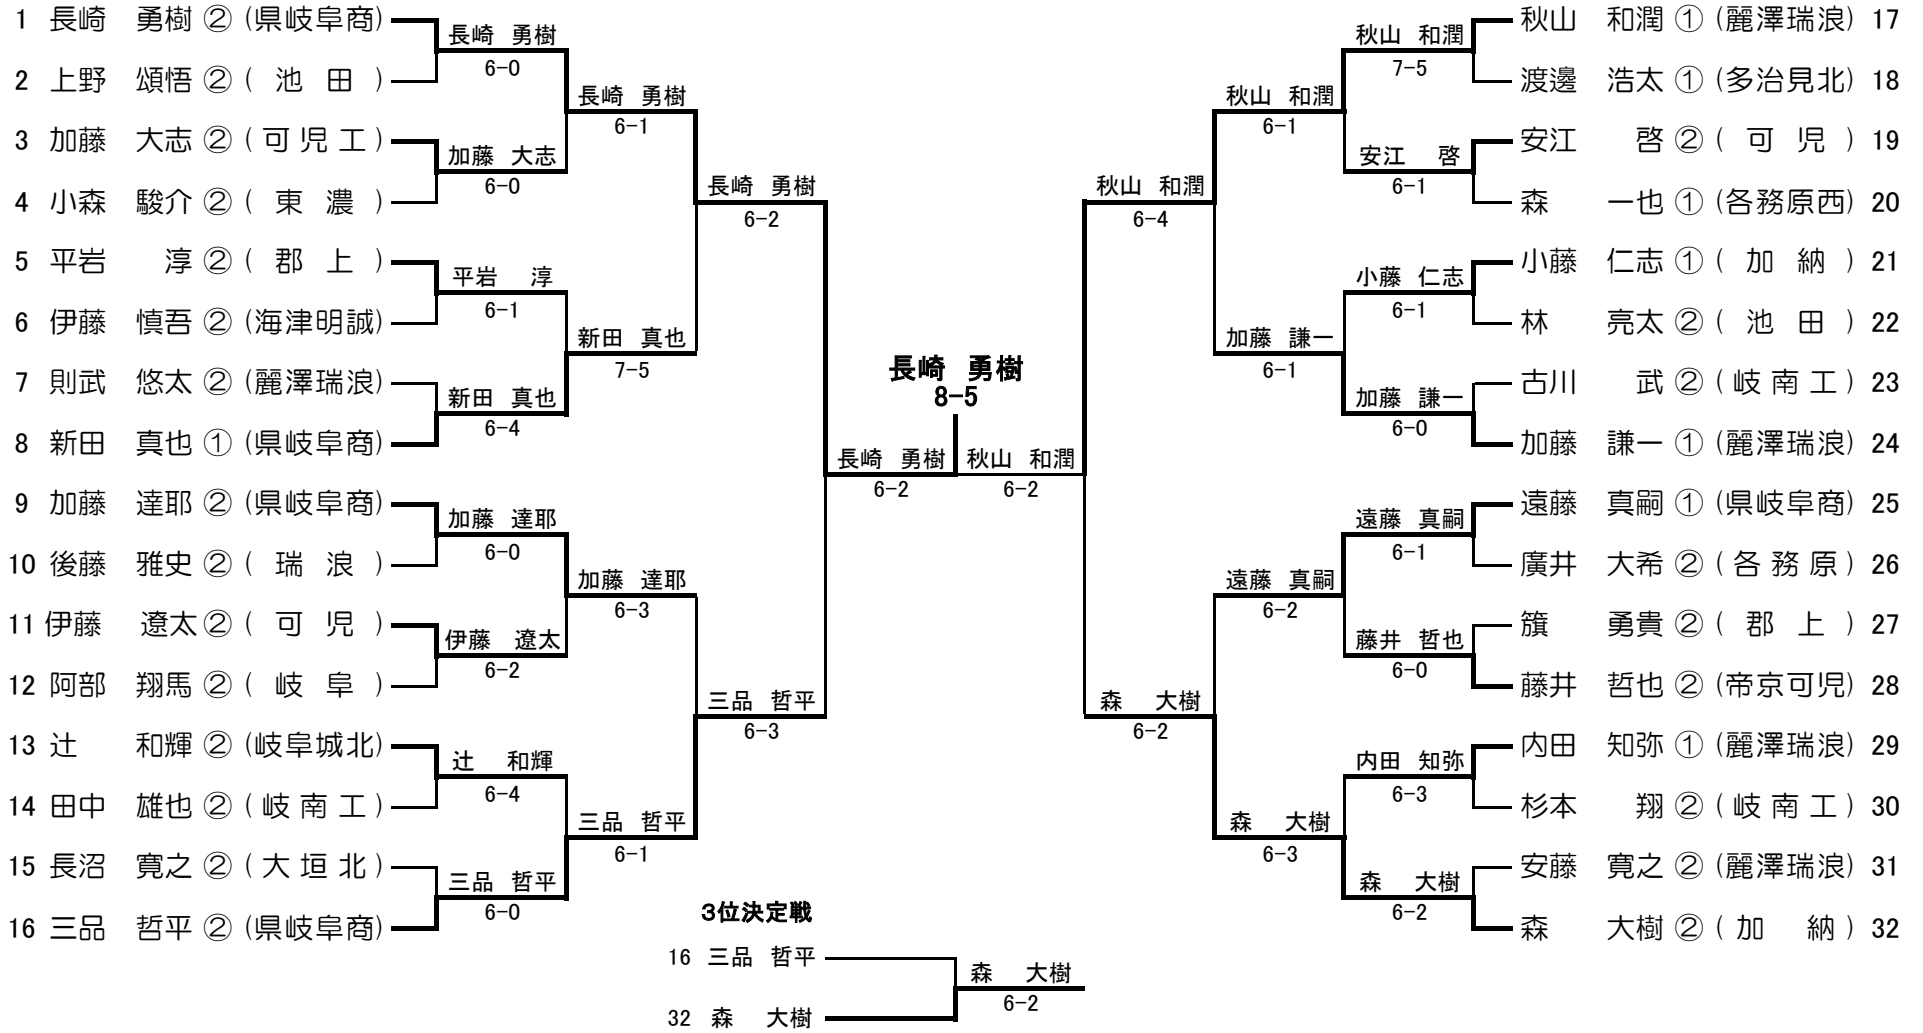 1 長崎 勇樹 ② (県岐阜商)
2 上野 頌悟 ② ( 池 田 )
3 加藤 大志 ② ( 可 児 工 )
4 小森 駿介 ② ( 東 濃 )
5 平岩 淳 ② ( 郡 上 )
6 伊藤 慎吾 ② (海津明誠)
7 則武 悠太 ② (麗澤瑞浪)
8 新田 真也 ① (県岐阜商)
9 加藤 達耶 ② (県岐阜商)
10 後藤 雅史 ② ( 瑞 浪 )
11 伊藤 遼太 ② ( 可 児 )
12 阿部 翔馬 ② ( 岐 阜 )
13 辻 和輝 ② (岐阜城北)
14 田中 雄也 ② ( 岐 南 工 )
15 長沼 寛之 ② ( 大 垣 北 )
16 三品 哲平 ② (県岐阜商)
長崎 勇樹
6-0
加藤 大志
6-0
平岩 淳
6-1
新田 真也
6-4
加藤 達耶
6-0
伊藤 遼太
6-2
辻 和輝
6-4
三品 哲平
6-0
長崎 勇樹
6-1
新田 真也
7-5
加藤 達耶
6-3
三品 哲平
6-1
長崎 勇樹
6-2
三品 哲平
6-3
長崎 勇樹
6-2
長崎 勇樹
8-5
秋山 和潤
6-2
秋山 和潤
6-4
森 大樹
6-2
秋山 和潤
6-1
加藤 謙一
6-1
遠藤 真嗣
6-2
森 大樹
6-3
秋山 和潤
7-5
安江 啓
6-1
小藤 仁志
6-1
加藤 謙一
6-0
遠藤 真嗣
6-1
藤井 哲也
6-0
内田 知弥
6-3
森 大樹
6-2
秋山 和潤 ① (麗澤瑞浪) 17
渡邊 浩太 ① (多治見北) 18
安江 啓 ② ( 可 児 ) 19
森 一也 ① (各務原西) 20
小藤 仁志 ① ( 加 納 ) 21
林 亮太 ② ( 池 田 ) 22
古川 武 ② ( 岐 南 工 ) 23
加藤 謙一 ① (麗澤瑞浪) 24
遠藤 真嗣 ① (県岐阜商) 25
廣井 大希 ② ( 各 務 原 ) 26
籏 勇貴 ② ( 郡 上 ) 27
藤井 哲也 ② (帝京可児) 28
内田 知弥 ① (麗澤瑞浪) 29
杉本 翔 ② ( 岐 南 工 ) 30
安藤 寛之 ② (麗澤瑞浪) 31
森 大樹 ② ( 加 納 ) 32
3位決定戦
16 三品 哲平
32 森 大樹
森 大樹
6-2